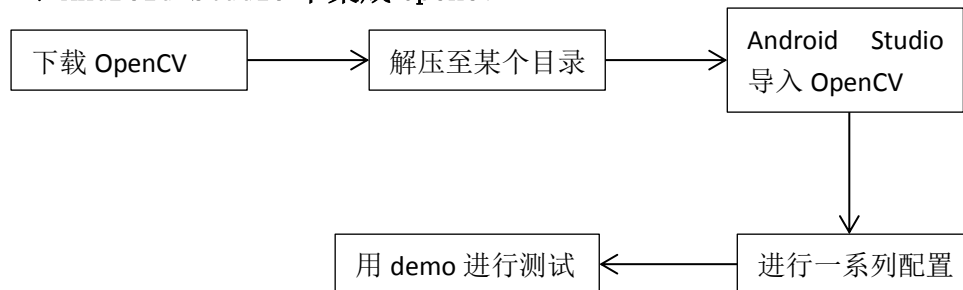 下载 OpenCV
解压至某个目录
Android Studio
导入 OpenCV
用 demo 进行测试
进行一系列配置